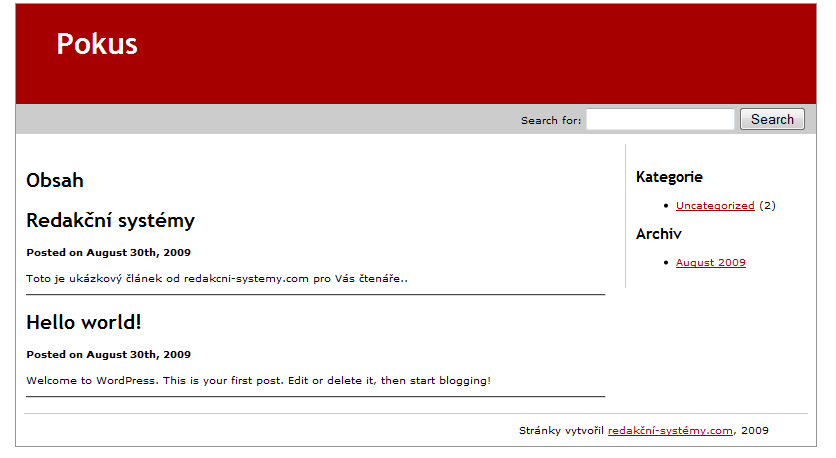 Pokus
Search for: Search
Obsah
Redakční systémy
Posted on August 30th, 2009
Toto je ukázkový článek od redakcni-systemy.com pro Vás čtenáře..
Hello world!
Posted on August 30th, 2009
Welcome to WordPress. This is your first post. Edit or delete it, then start blogging!
Kategorie
Uncategorized (2)
Archiv
August 2009
Stránky vytvořil redakční-systémy.com, 2009